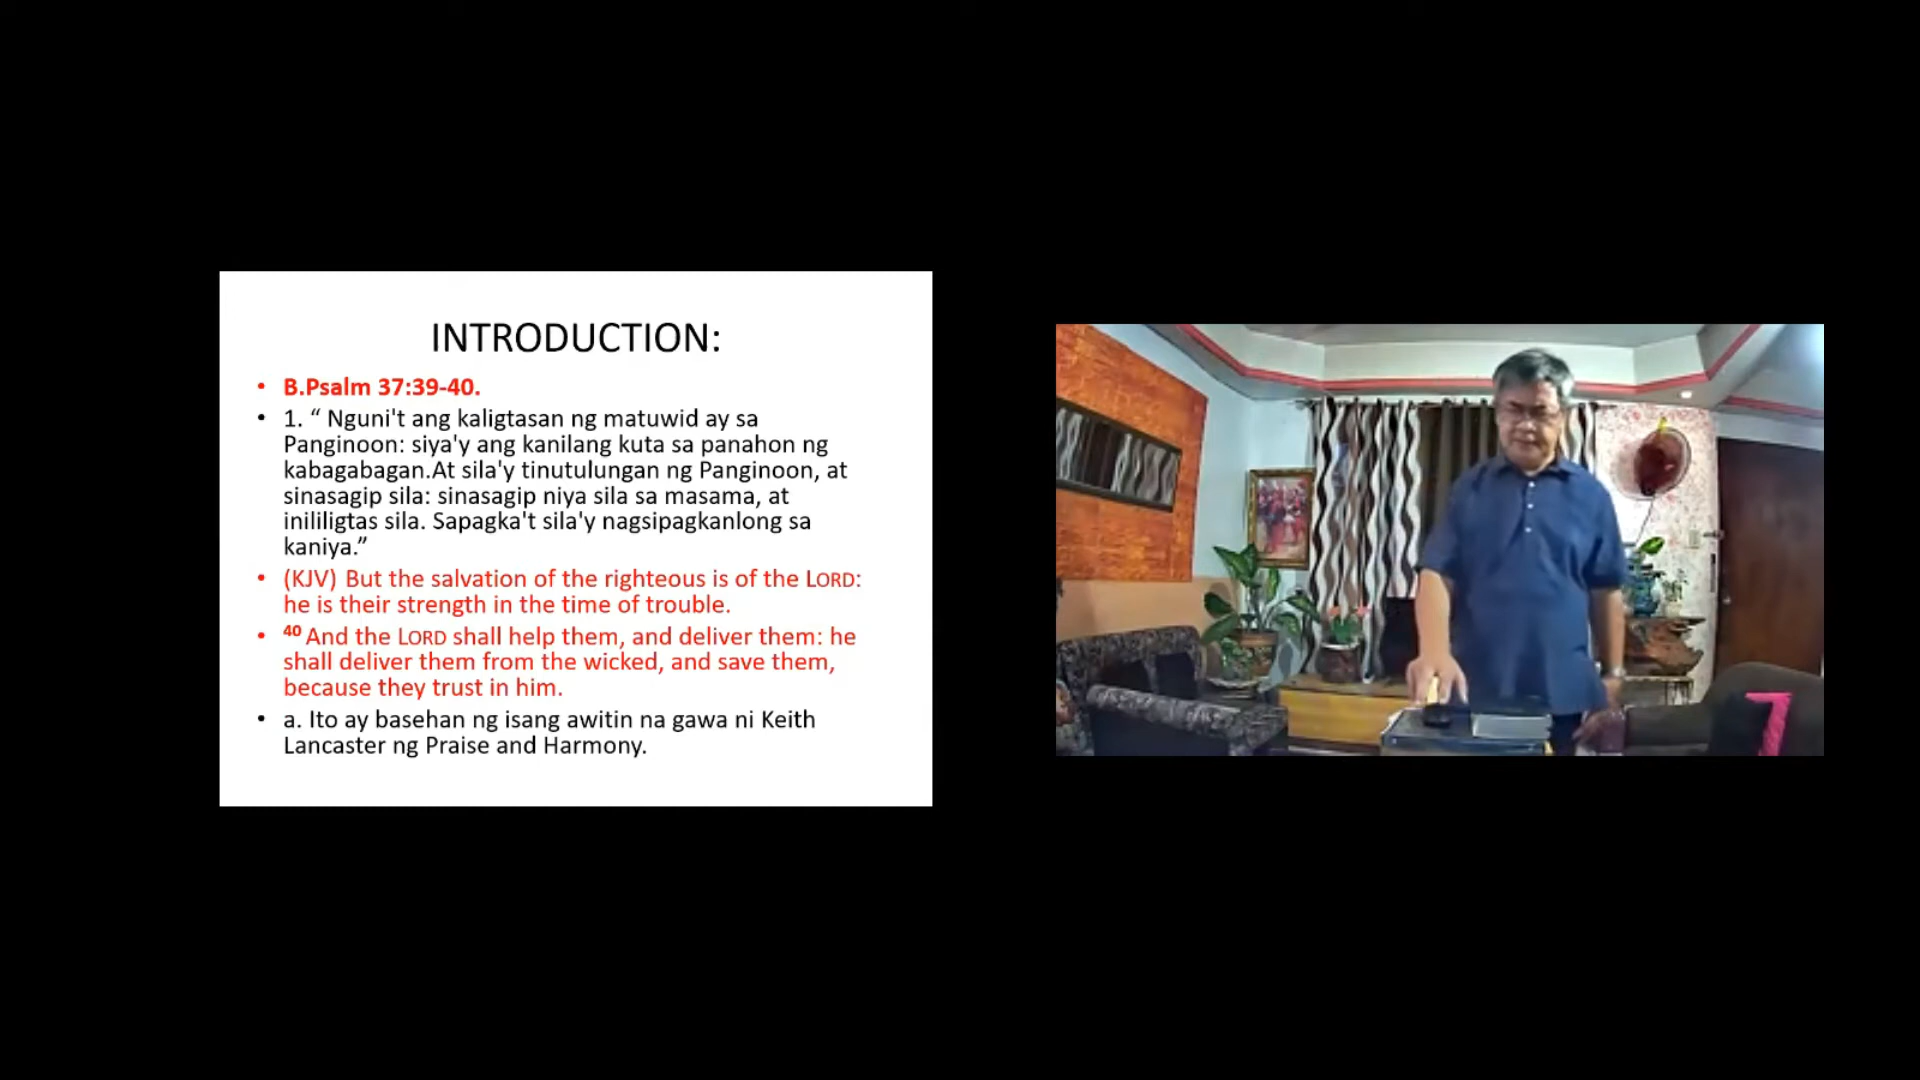 INTRODUCTION:
• B.Psalm 37:39-40.
• 1. “ Nguni't ang kaligtasan ng matuwid ay sa
Panginoon: siya'y ang kanilang kuta sa panahon ng
kabagabagan.At sila'y tinutulungan ng Panginoon, at
sinasagip sila: sinasagip niya sila sa masama, at
inililigtas sila. Sapagka't sila'y nagsipagkanlong sa
kaniya.”
• (KJV) But the salvation of the righteous is of the LORD:
he is their strength in the time of trouble.
• 40 And the LORD shall help them, and deliver them: he
shall deliver them from the wicked, and save them,
because they trust in him.
• a. Ito ay basehan ng isang awitin na gawa ni Keith
Lancaster ng Praise and Harmony.